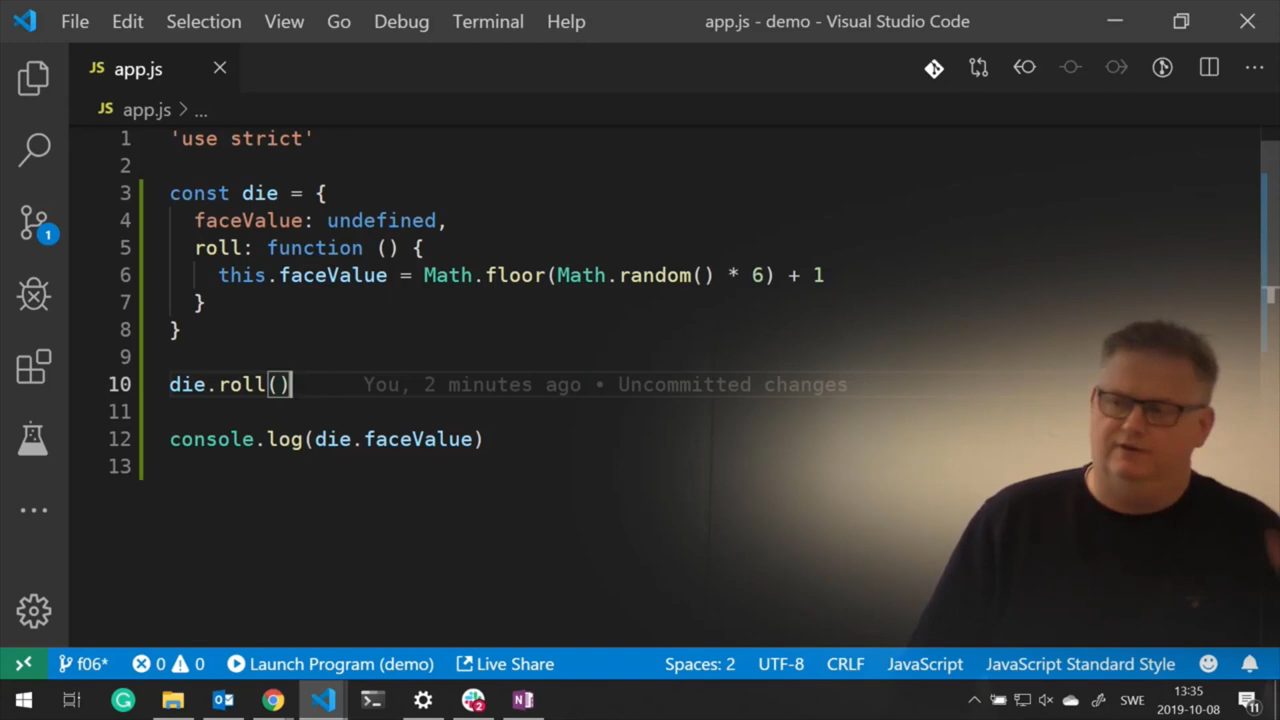 File Edit Selection View Go Debug Terminal Help
app.js - demo - Visual Studio Code
JS app.js
JS app.js > ...
1 'use strict'
2
3 const die = {
4 faceValue: undefined,
5 roll: function () {
6 this.faceValue = Math.floor(Math.random() * 6) + 1
7 }
8 }
9
10 die.roll() You, 2 minutes ago • Uncommitted changes
11
12 console.log(die.faceValue)
13
1
f06* 0 0 Launch Program (demo) Live Share Spaces: 2 UTF-8 CRLF JavaScript JavaScript Standard Style
2 SWE 13:35
2019-10-08 11